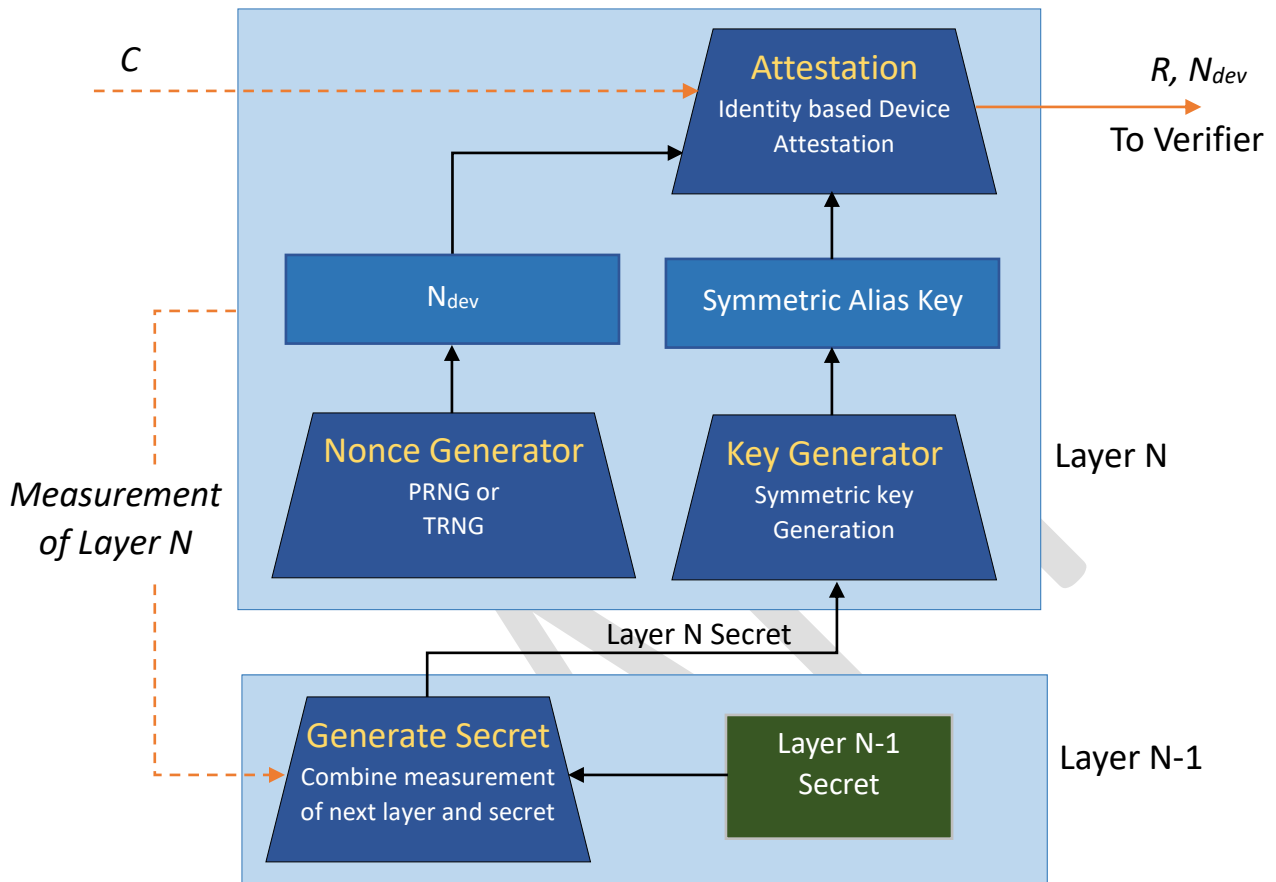 C
Attestation
Identity based Device
Attestation
R, Ndev
To Verifier
Ndev
Symmetric Alias Key
Nonce Generator
PRNG or
TRNG
Key Generator
Symmetric key
Generation
Layer N
Measurement
of Layer N
Layer N Secret
Generate Secret
Combine measurement
of next layer and secret
Layer N-1
Secret
Layer N-1